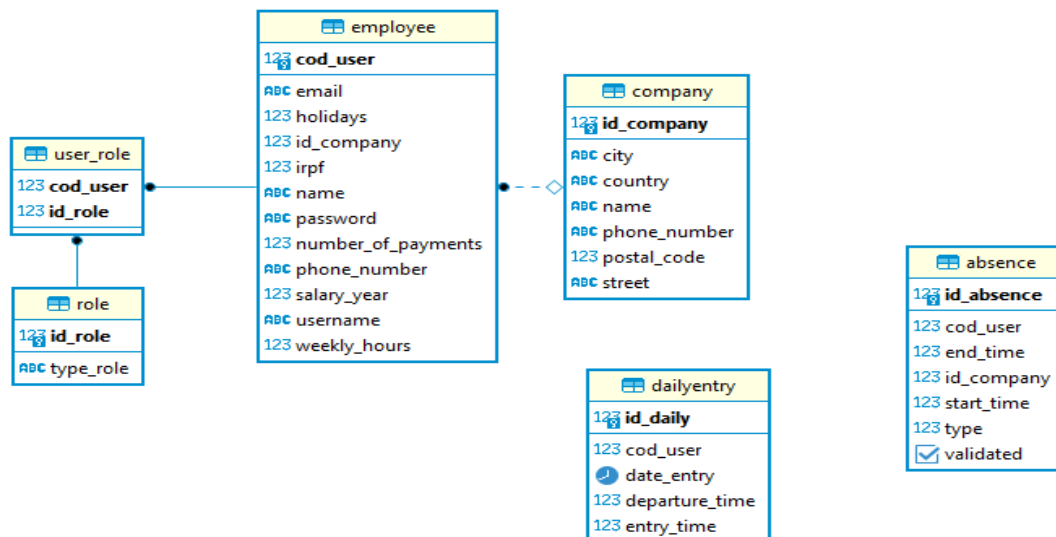 employee
123 cod_user
ABC email
123 holidays
123 id_company
123 irpf
ABC name
ABC password
123 number_of_payments
ABC phone_number
123 salary_year
ABC username
123 weekly_hours
company
123 id_company
ABC city
ABC country
ABC name
ABC phone_number
123 postal_code
ABC street
user_role
123 cod_user
123 id_role
role
123 id_role
ABC type_role
absence
123 id_absence
123 cod_user
123 end_time
123 id_company
123 start_time
123 type
validated
dailyentry
123 id_daily
123 cod_user
date_entry
123 departure_time
123 entry_time